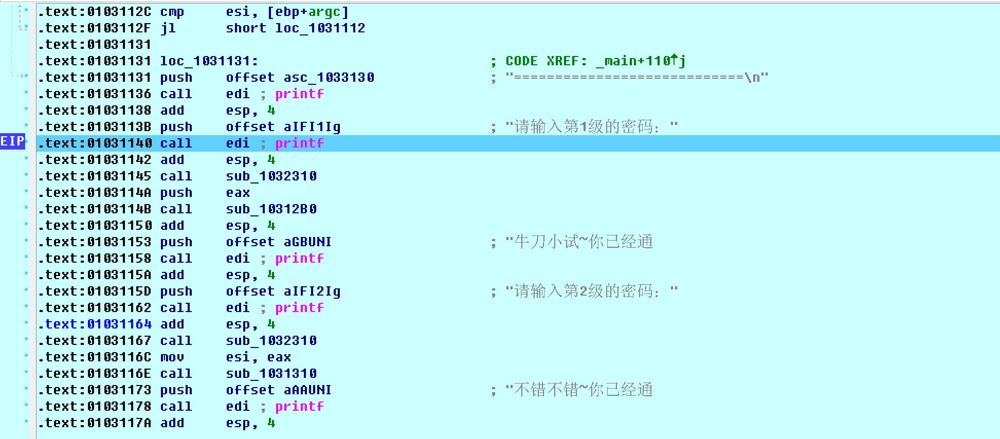 .text:0103112C cmp esi, [ebp+argc]
.text:0103112F jl short loc_1031112
.text:01031131
.text:01031131 loc_1031131: ; CODE XREF: _main+110↑j
.text:01031131 push offset asc_1033130 ; "============================\n"
.text:01031136 call edi ; printf
.text:01031138 add esp, 4
.text:0103113B push offset aIFI1Ig ; "请输入第1级的密码："
EIP .text:01031140 call edi ; printf
.text:01031142 add esp, 4
.text:01031145 call sub_1032310
.text:0103114A push eax
.text:0103114B call sub_10312B0
.text:01031150 add esp, 4
.text:01031153 push offset aGBUNI ; "牛刀小试~你已经通
.text:01031158 call edi ; printf
.text:0103115A add esp, 4
.text:0103115D push offset aIFI2Ig ; "请输入第2级的密码："
.text:01031162 call edi ; printf
.text:01031164 add esp, 4
.text:01031167 call sub_1032310
.text:0103116C mov esi, eax
.text:0103116E call sub_1031310
.text:01031173 push offset aAAUNI ; "不错不错~你已经通
.text:01031178 call edi ; printf
.text:0103117A add esp, 4